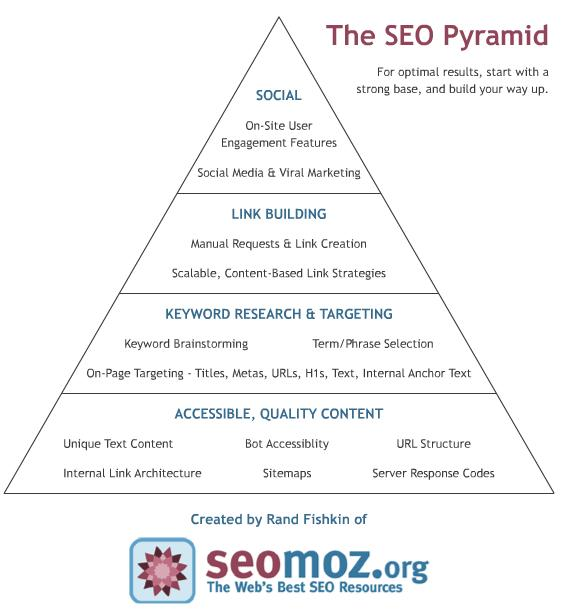 The SEO Pyramid
For optimal results, start with a
strong base, and build your way up.
SOCIAL
On-Site User
Engagement Features
Social Media & Viral Marketing
LINK BUILDING
Manual Requests & Link Creation
Scalable, Content-Based Link Strategies
KEYWORD RESEARCH & TARGETING
Keyword Brainstorming Term/Phrase Selection
On-Page Targeting - Titles, Metas, URLs, H1s, Text, Internal Anchor Text
ACCESSIBLE, QUALITY CONTENT
Unique Text Content Bot Accessiblity URL Structure
Internal Link Architecture Sitemaps Server Response Codes
Created by Rand Fishkin of
seomoz.org
The Web's Best SEO Resources